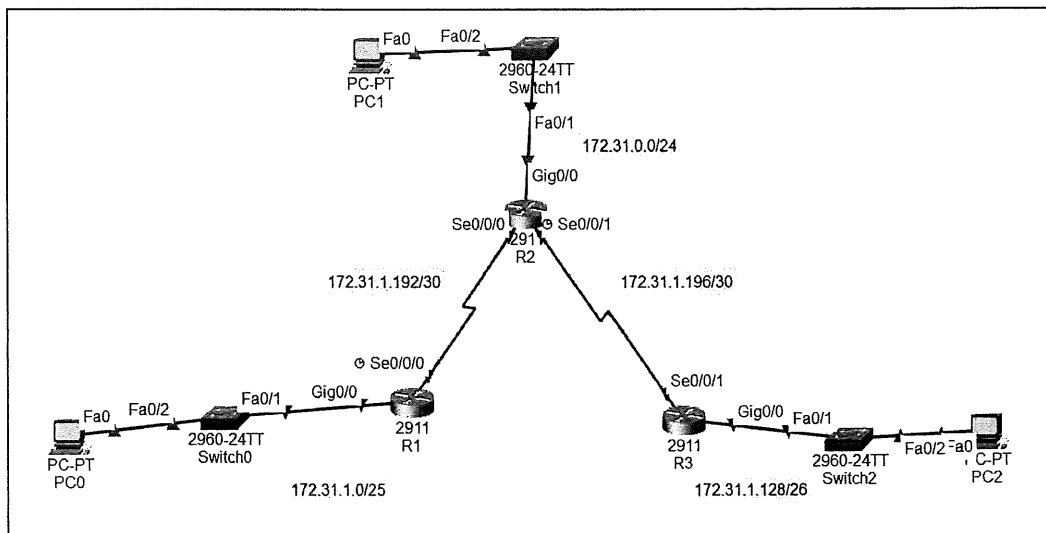 Fa0
Fa0/2
PC-PT
PC1
2960-24TT
Switch1
Fa0/1
172.31.0.0/24
Gig0/0
Se0/0/0
Se0/0/1
291
R2
172.31.1.192/30
172.31.1.196/30
Se0/0/0
Se0/0/1
Fa0
Fa0/2
Fa0/1
Gig0/0
2911
R1
2960-24TT
Switch0
PC-PT
PC0
172.31.1.0/25
Gig0/0
Fa0/1
2911
R3
2960-24TT
Switch2
Fa0/2
Fa0
C-PT
PC2
172.31.1.128/26